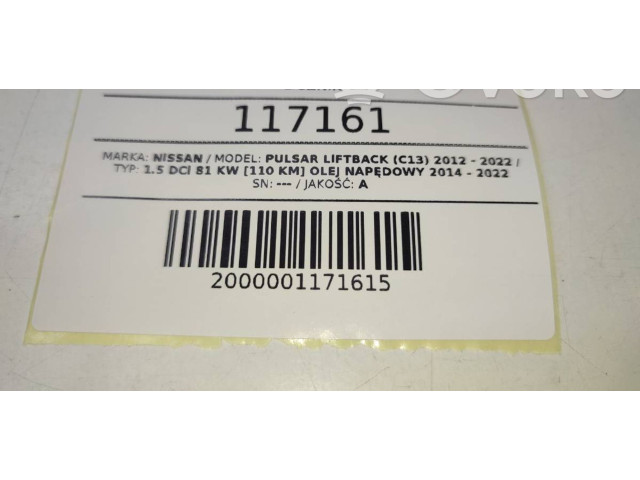 117161
MARKA: NISSAN / MODEL: PULSAR LIFTBACK (C13) 2012 - 2022 /
TYP: 1.5 DCI 81 KW [110 KM] OLEJ NAPĘDOWY 2014 - 2022
SN: --- / JAKOŚĆ: A
2000001171615